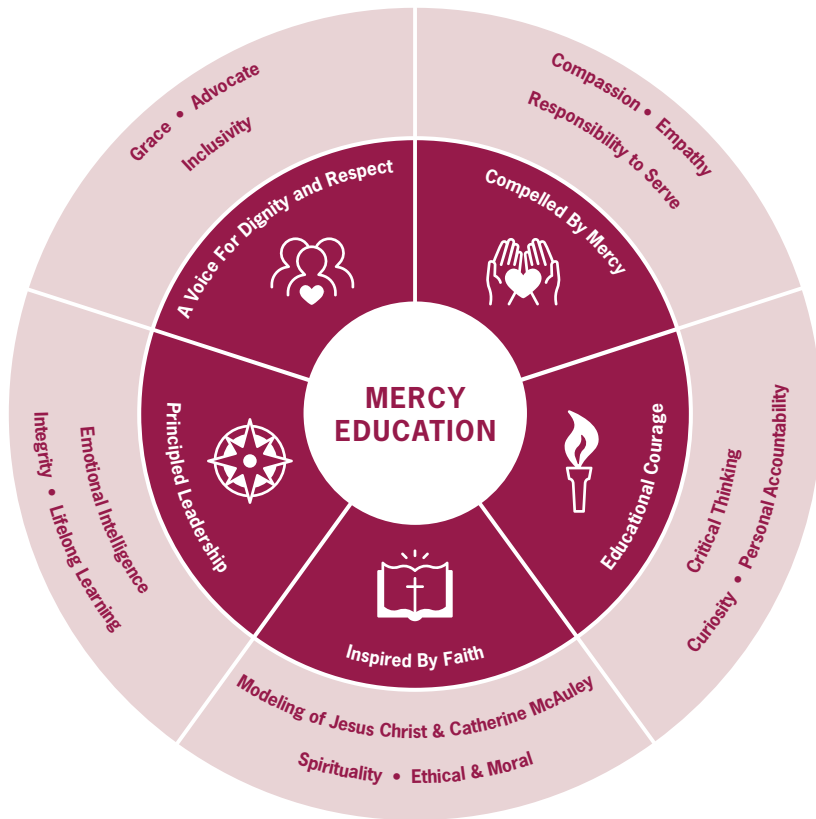 MERCY
EDUCATION
Compelled By Mercy
Compassion • Empathy
Responsibility to Serve
Educational Courage
Critical Thinking
Curiosity • Personal Accountability
Inspired By Faith
Modeling of Jesus Christ & Catherine McAuley
Spirituality • Ethical & Moral
Principled Leadership
Emotional Intelligence
Integrity • Lifelong Learning
A Voice For Dignity and Respect
Grace • Advocate
Inclusivity